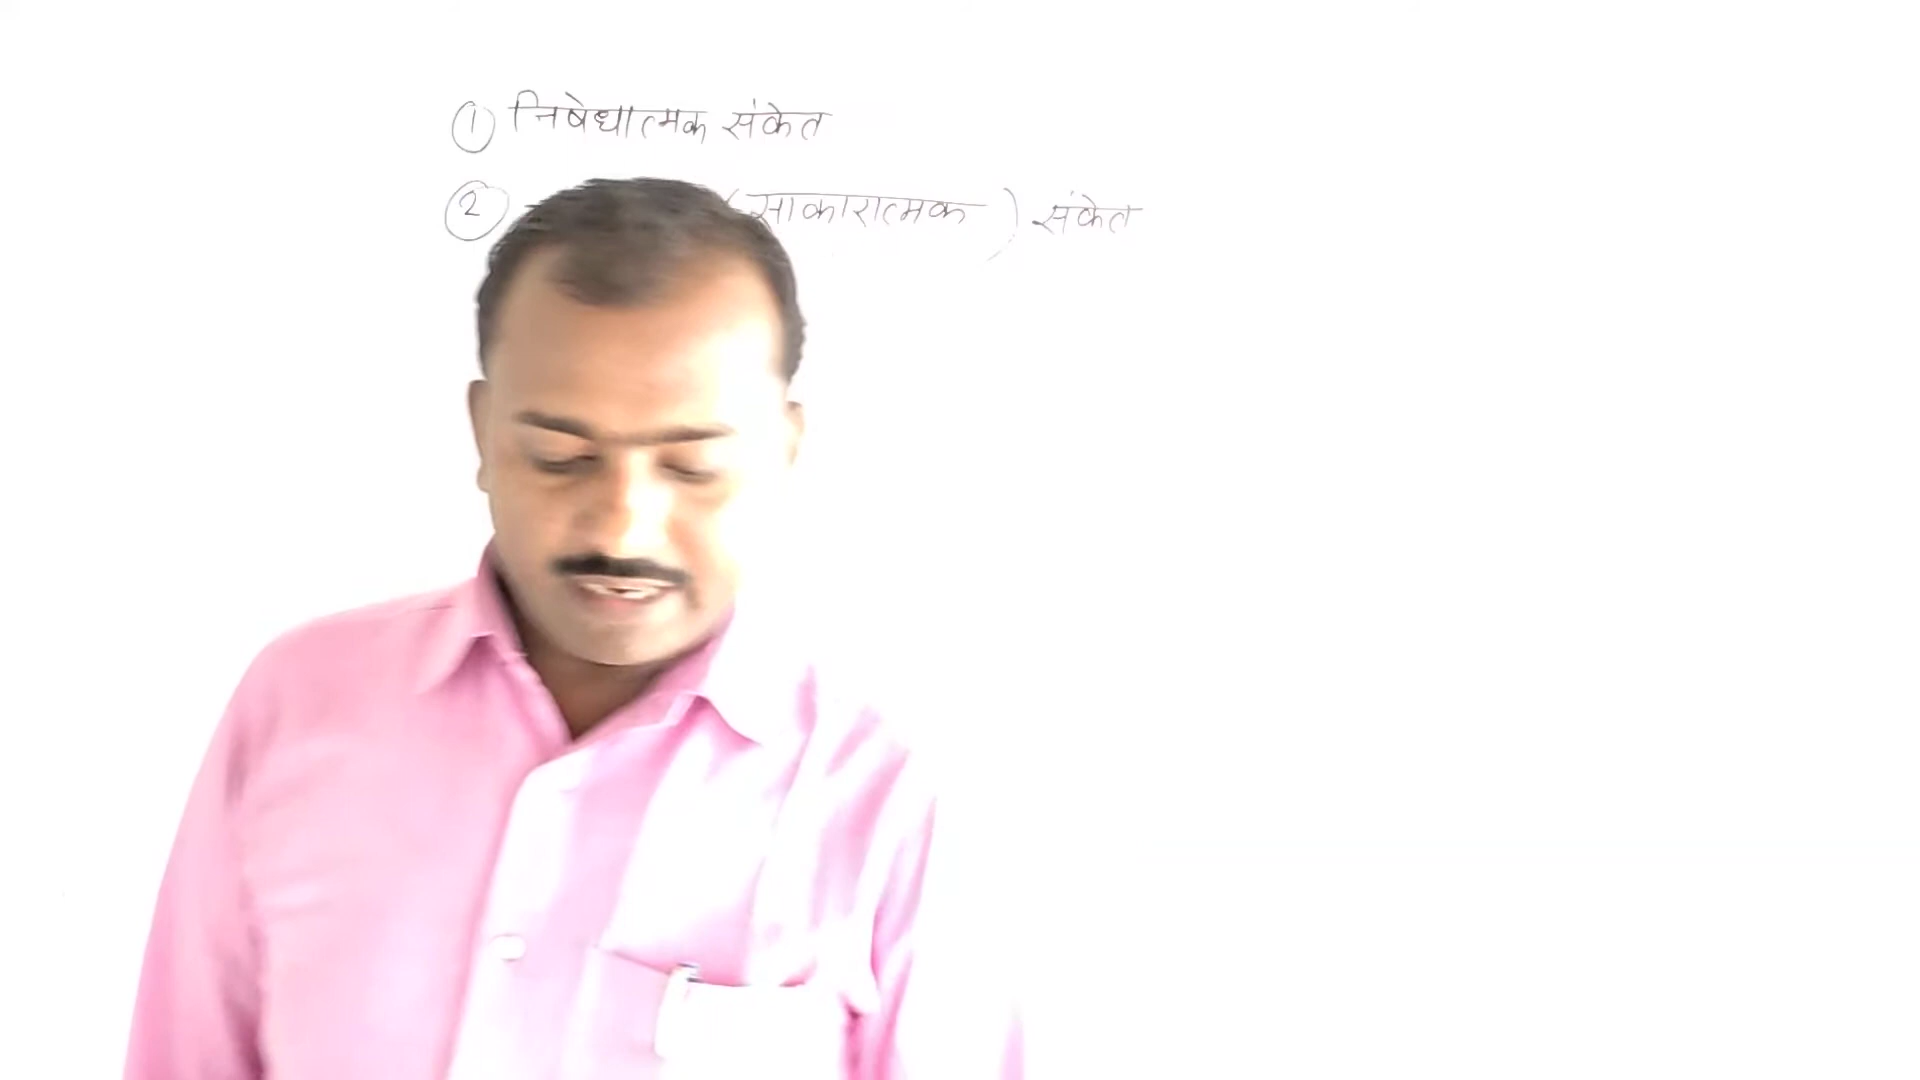 ① निषेधात्मक संकेत
② (साकारात्मक) संकेत